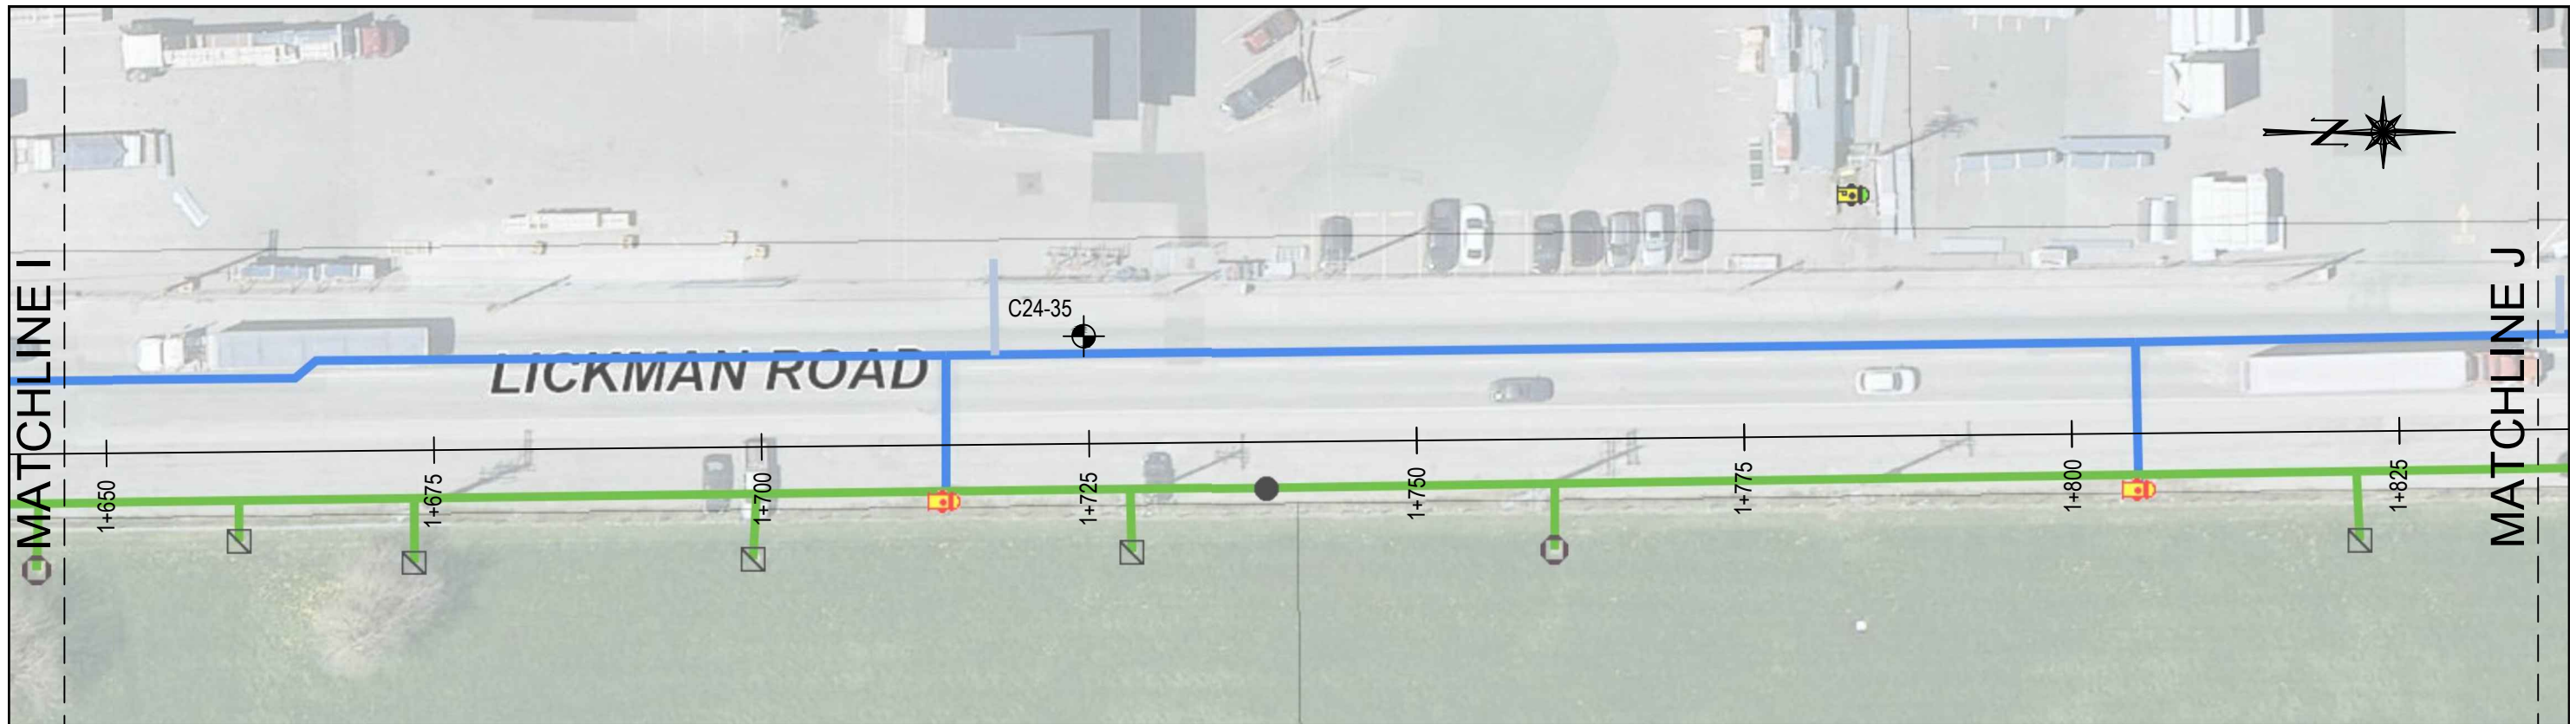 MATCHLINE I
N
C24-35
LICKMAN ROAD
1+650
1+675
1+700
1+725
1+750
1+775
1+800
1+825
MATCHLINE J